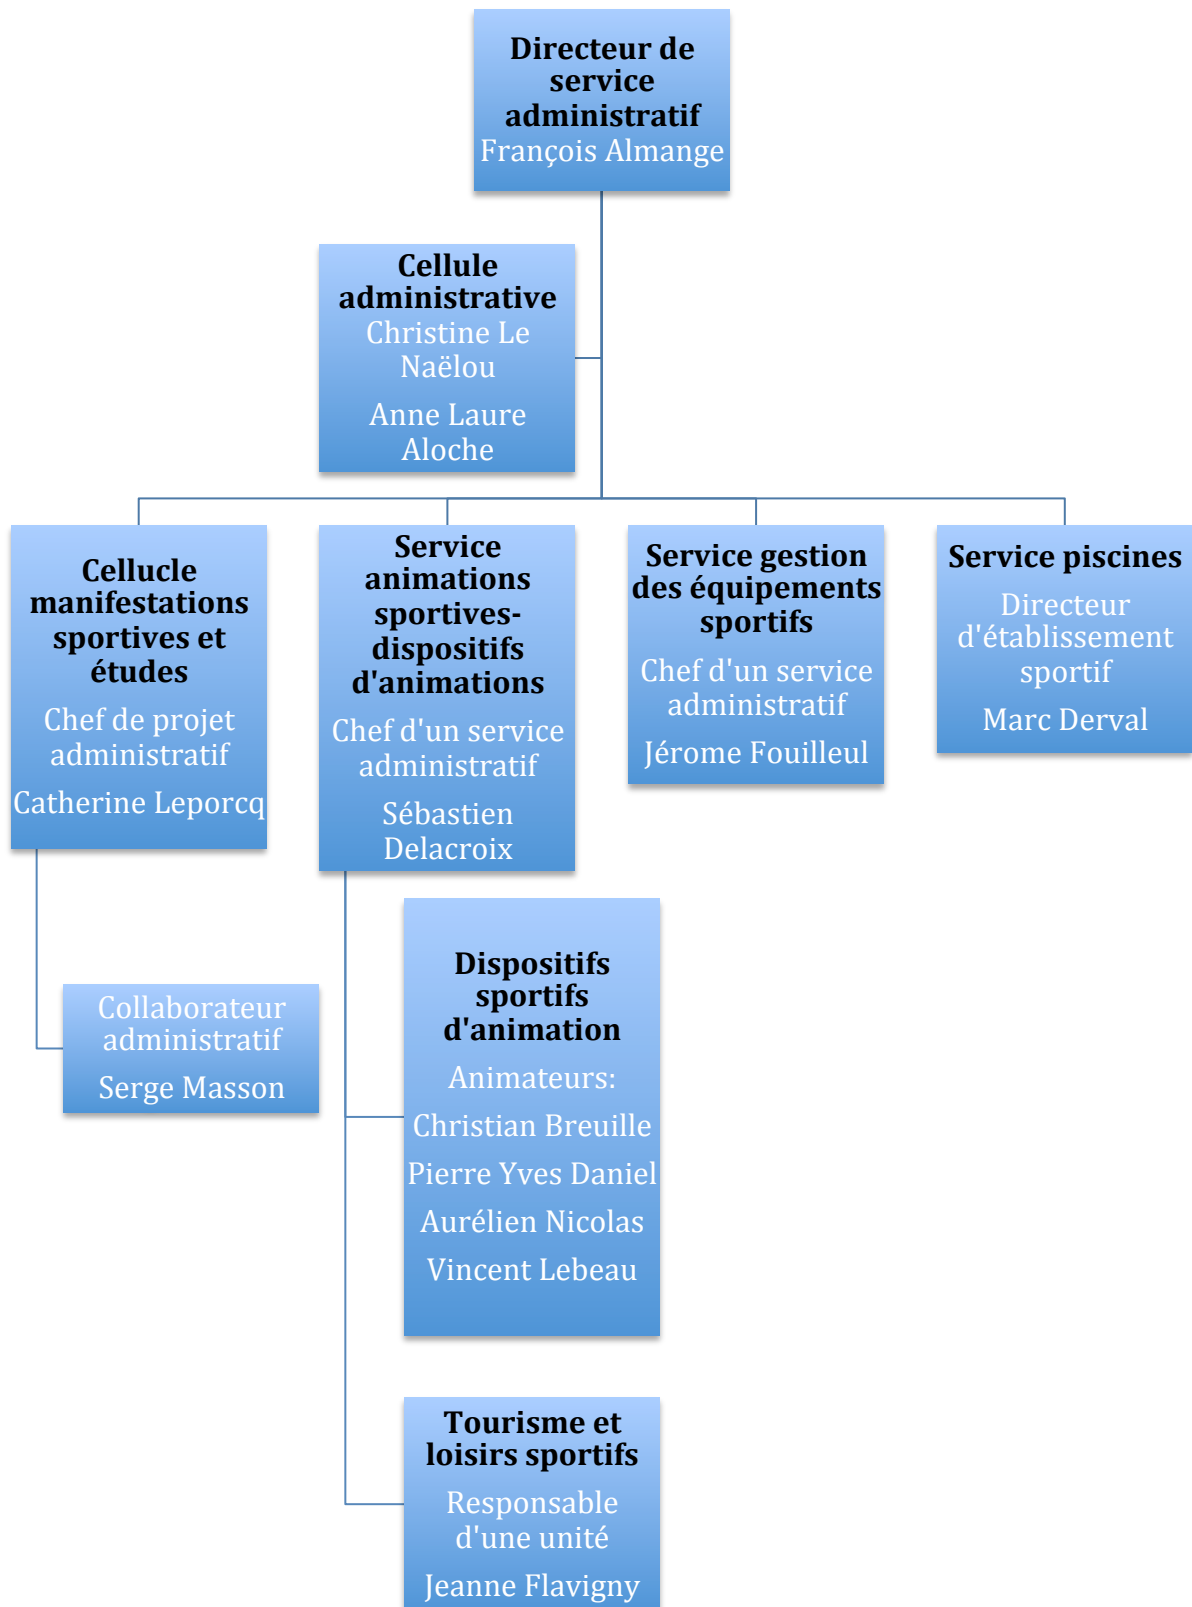 Directeur de
service
administratif
François Almange
Cellule
administrative
Christine Le
Naëlou
Anne Laure
Aloche
Cellucle
manifestations
sportives et
études
Chef de projet
administratif
Catherine Leporcq
Service
animations
sportives-
dispositifs
d'animations
Chef d'un service
administratif
Sébastien
Delacroix
Service gestion
des équipements
sportifs
Chef d'un service
administratif
Jérome Fouilleul
Service piscines
Directeur
d'établissement
sportif
Marc Derval
Collaborateur
administratif
Serge Masson
Dispositifs
sportifs
d'animation
Animateurs:
Christian Breuille
Pierre Yves Daniel
Aurélien Nicolas
Vincent Lebeau
Tourisme et
loisirs sportifs
Responsable
d'une unité
Jeanne Flavigny